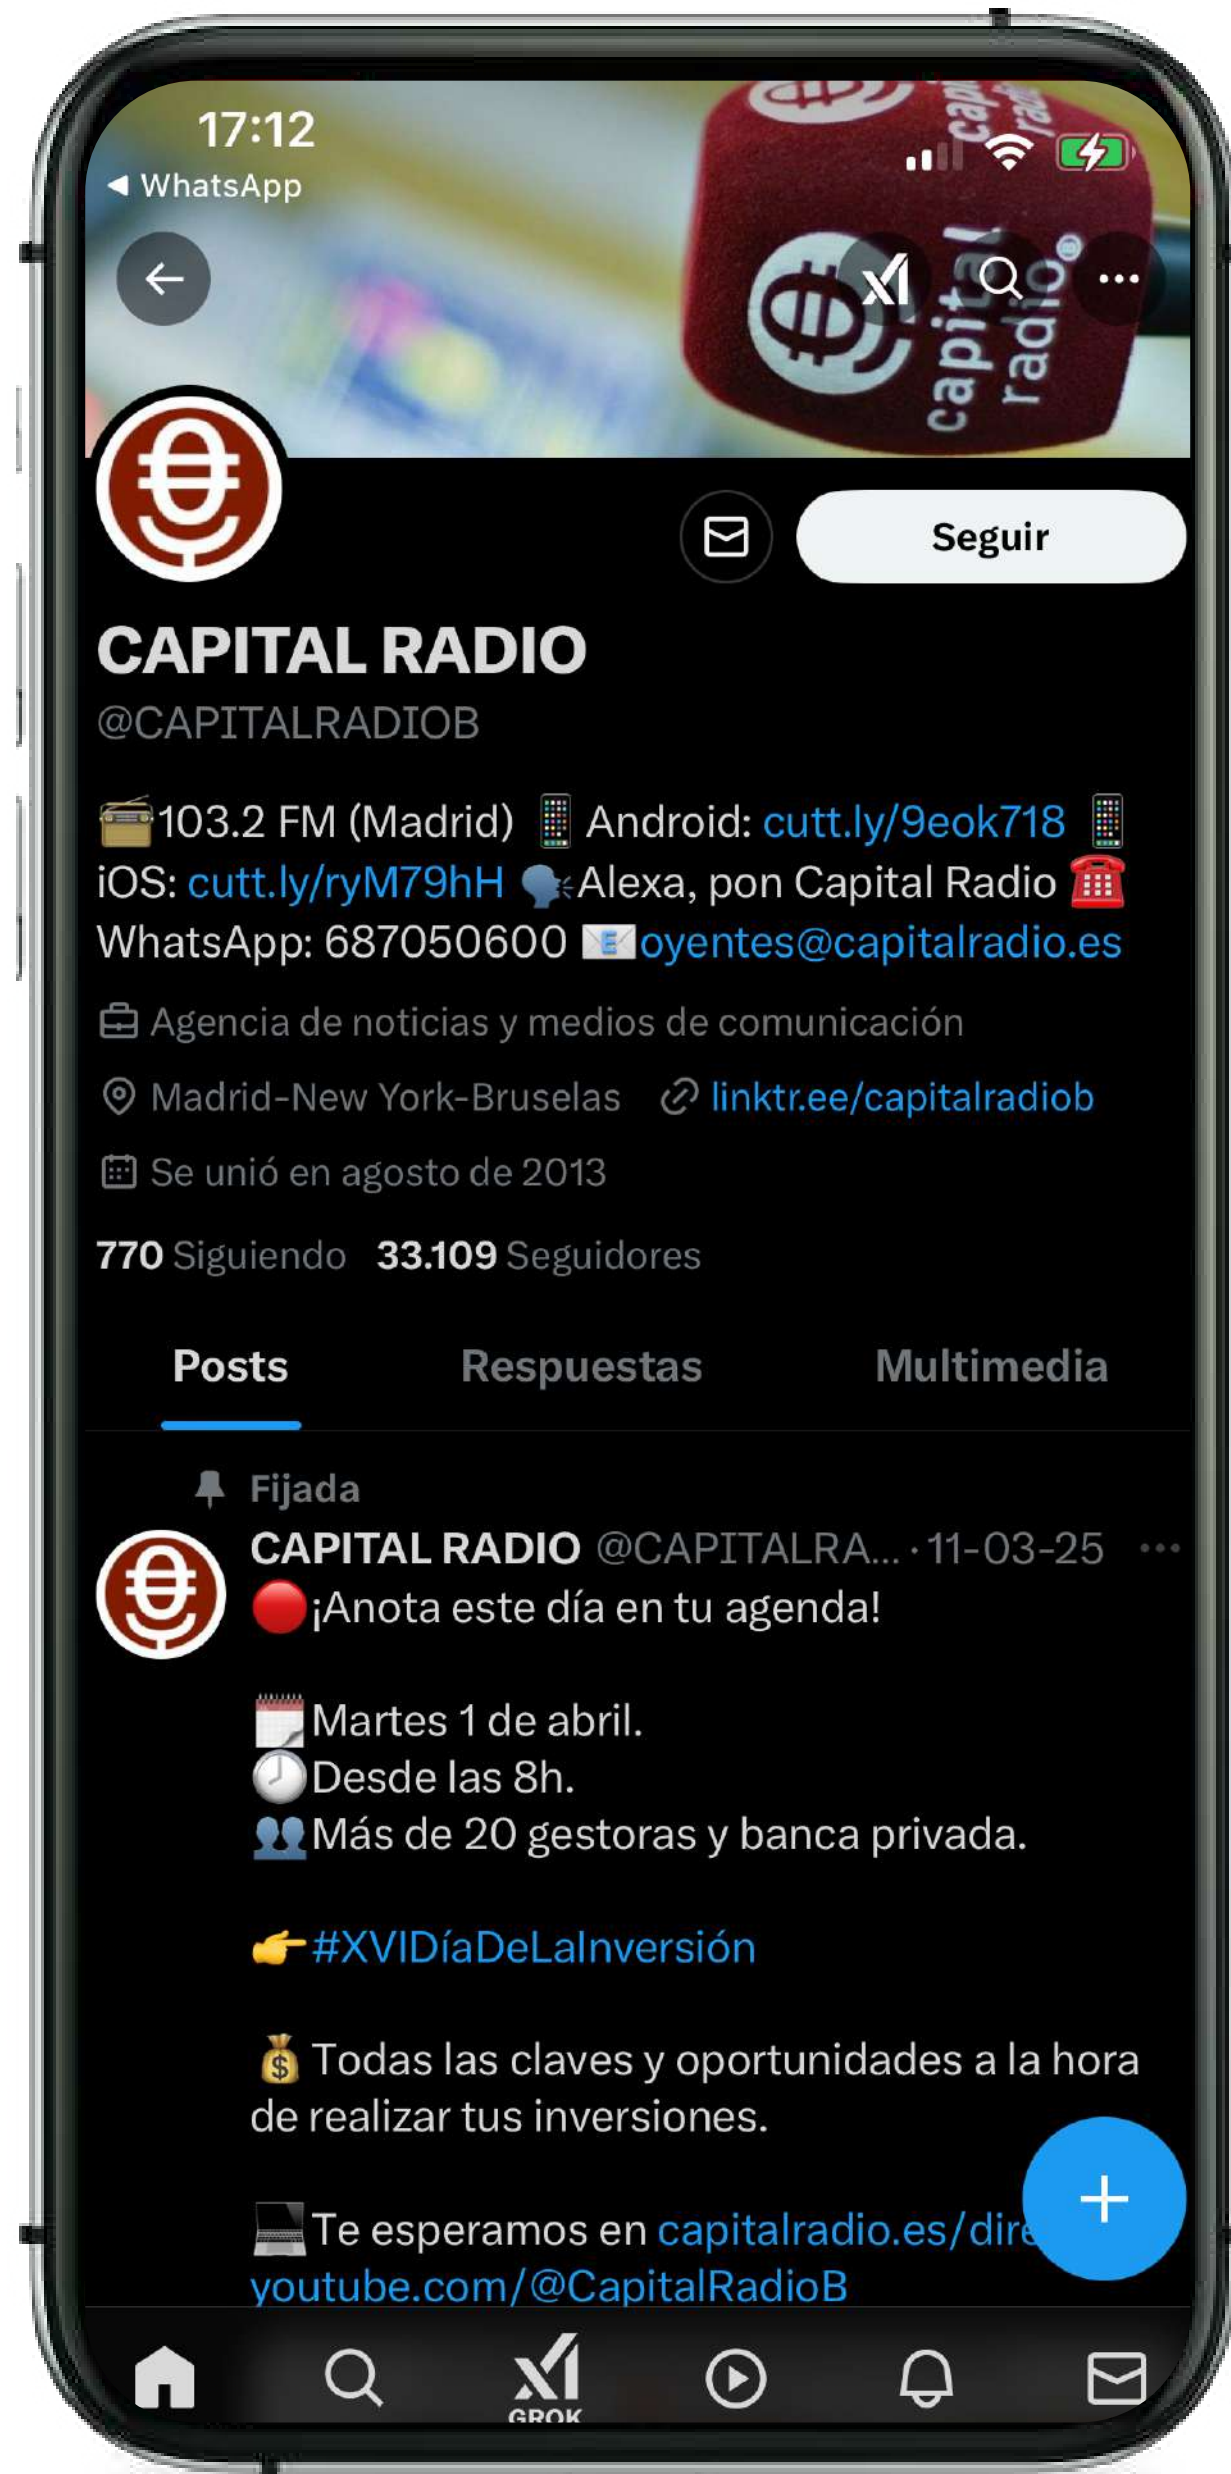 17:12
WhatsApp
capital
radio
capital
radio®
Seguir
CAPITAL RADIO
@CAPITALRADIOB
103.2 FM (Madrid) Android: cutt.ly/9eok718
iOS: cutt.ly/ryM79hH Alexa, pon Capital Radio
WhatsApp: 687050600 oyentes@capitalradio.es
Agencia de noticias y medios de comunicación
Madrid-New York-Bruselas linktr.ee/capitalradiob
Se unió en agosto de 2013
770 Siguiendo 33.109 Seguidores
Posts Respuestas Multimedia
Fijada
CAPITAL RADIO @CAPITALRA... · 11-03-25
¡Anota este día en tu agenda!
Martes 1 de abril.
Desde las 8h.
Más de 20 gestoras y banca privada.
#XVIDíaDeLaInversión
Todas las claves y oportunidades a la hora
de realizar tus inversiones.
Te esperamos en capitalradio.es/dire
youtube.com/@CapitalRadioB
GROK